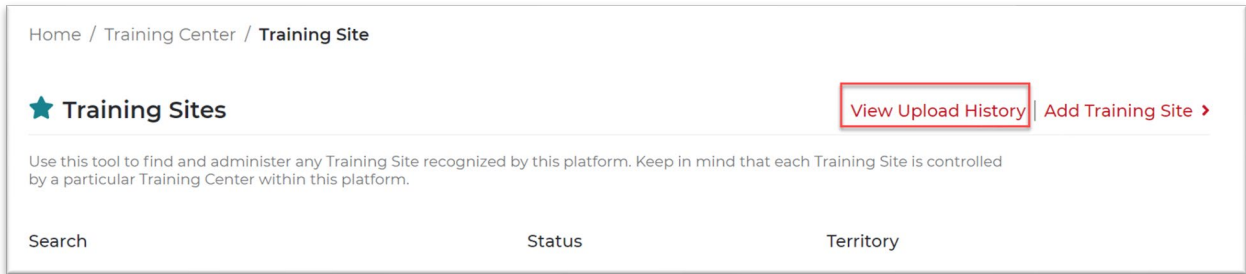 Home / Training Center / Training Site
Training Sites
View Upload History | Add Training Site >
Use this tool to find and administer any Training Site recognized by this platform. Keep in mind that each Training Site is controlled
by a particular Training Center within this platform.
Search Status Territory